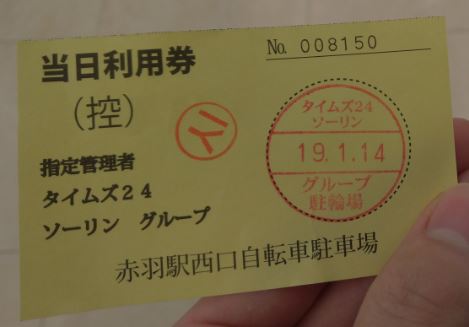 当日利用券
No. 008150
(控)
指定管理者
タイムズ24
ソーリン グループ
タイムズ24
ソーリン
19.1.14
グループ
駐輪場
赤羽駅西口自転車駐車場